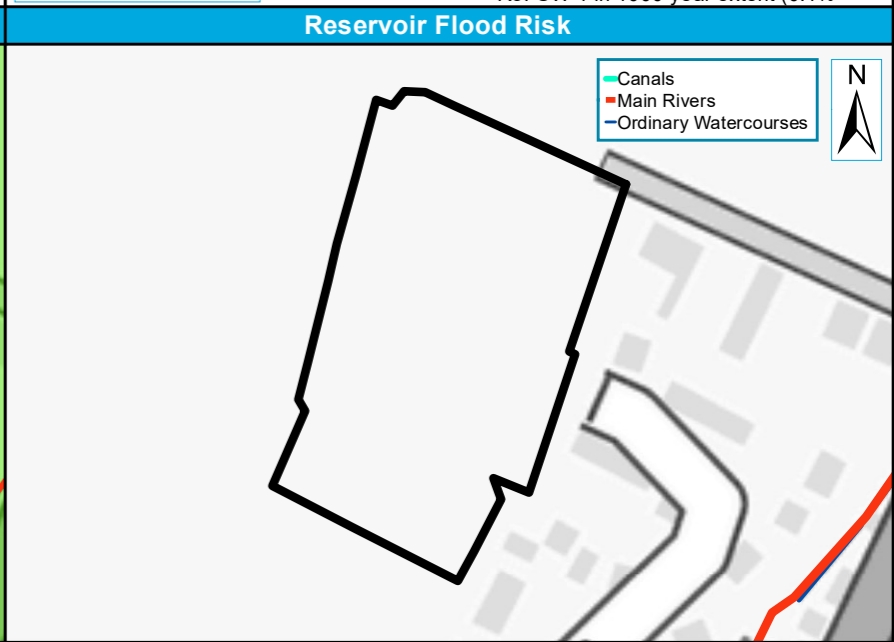 Reservoir Flood Risk
Canals
Main Rivers
Ordinary Watercourses
N